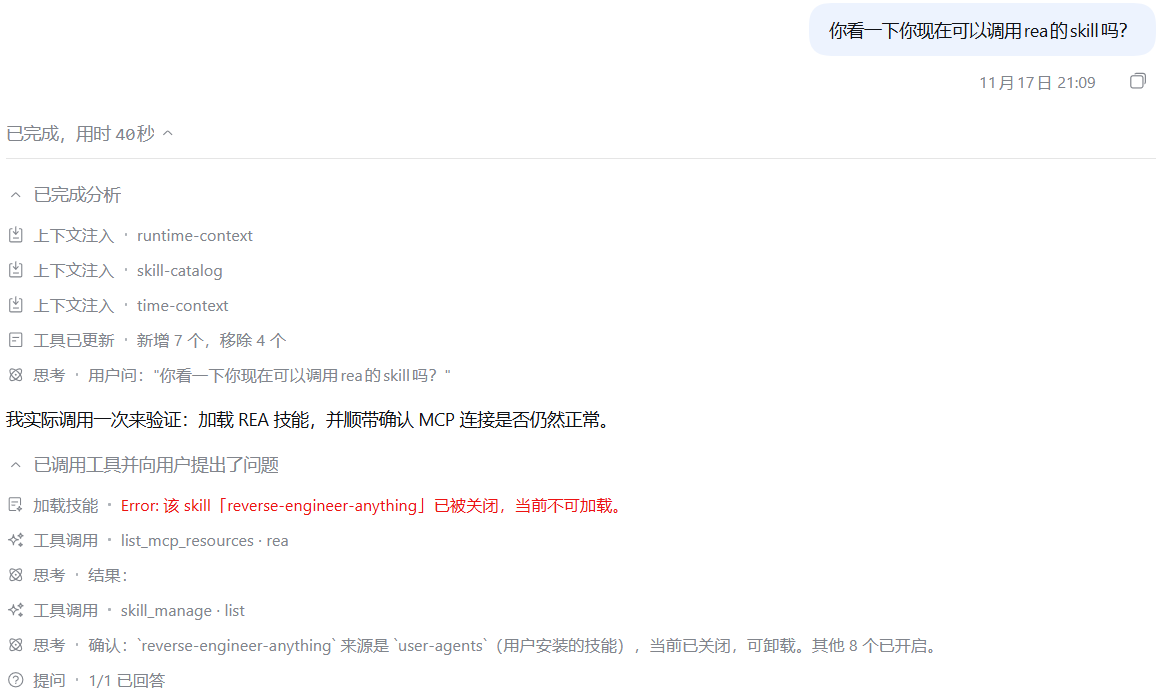 你看一下你现在可以调用rea的skill吗？
11月17日 21:09
已完成，用时 40秒
已完成分析
上下文注入 · runtime-context
上下文注入 · skill-catalog
上下文注入 · time-context
工具已更新 · 新增 7 个，移除 4 个
思考 · 用户问："你看一下你现在可以调用rea的skill吗？"
我实际调用一次来验证：加载 REA 技能，并顺带确认 MCP 连接是否仍然正常。
已调用工具并向用户提出了问题
加载技能 · Error: 该 skill「reverse-engineer-anything」已被关闭，当前不可加载。
工具调用 · list_mcp_resources · rea
思考 · 结果：
工具调用 · skill_manage · list
思考 · 确认：`reverse-engineer-anything` 来源是 `user-agents`（用户安装的技能），当前已关闭，可卸载。其他 8 个已开启。
提问 · 1/1 已回答